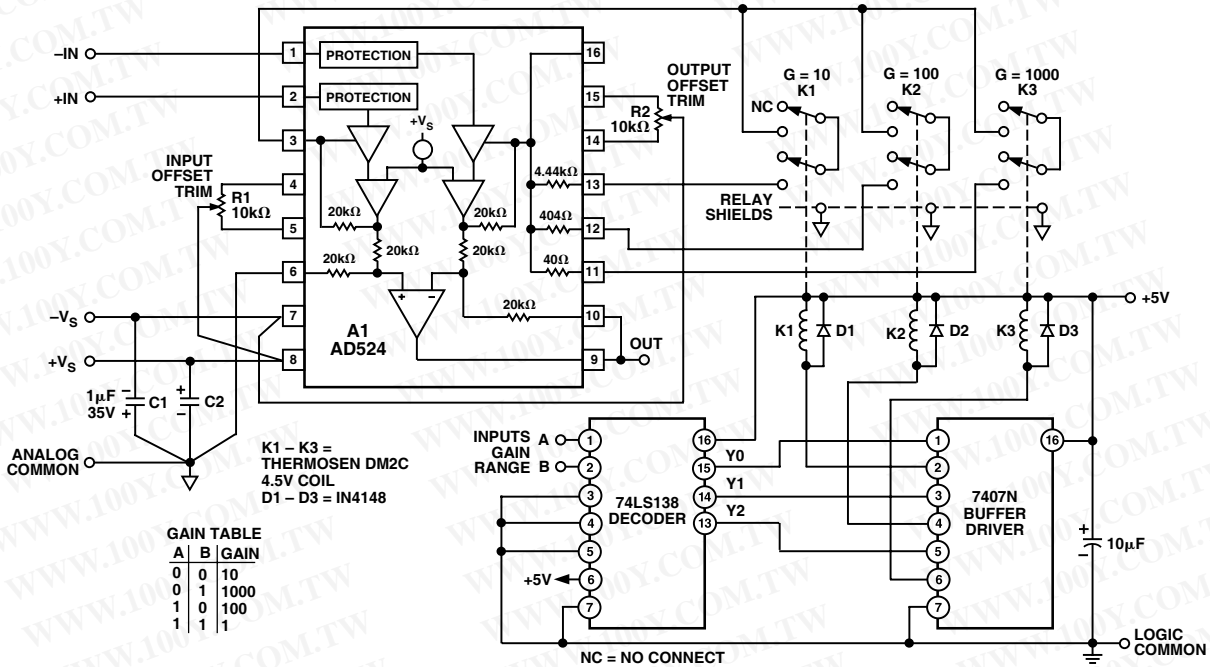 –IN
+IN
1
2
3
4
5
6
7
8
PROTECTION
PROTECTION
+VS
16
15
14
13
12
11
10
9
4.44kΩ
404Ω
40Ω
20kΩ
20kΩ
20kΩ
20kΩ
20kΩ
20kΩ
+
–
A1
AD524
INPUT
OFFSET
TRIM
R1
10kΩ
OUTPUT
OFFSET
TRIM
R2
10kΩ
G = 10
K1
G = 100
K2
G = 1000
K3
NC
RELAY
SHIELDS
–VS
+VS
1µF
35V
–
+
C1
+
–
C2
ANALOG
COMMON
OUT
K1
D1
K2
D2
K3
D3
+5V
K1 – K3 =
THERMOSEN DM2C
4.5V COIL
D1 – D3 = IN4148
GAIN TABLE
A B GAIN
0 0 10
0 1 1000
1 0 100
1 1 1
INPUTS
GAIN
RANGE
A
B
1
2
3
4
5
6
7
+5V
74LS138
DECODER
16
15
14
13
Y0
Y1
Y2
1
2
3
4
5
6
7
16
7407N
BUFFER
DRIVER
+
–
10µF
LOGIC
COMMON
NC = NO CONNECT
WWW.100Y.COM.TW